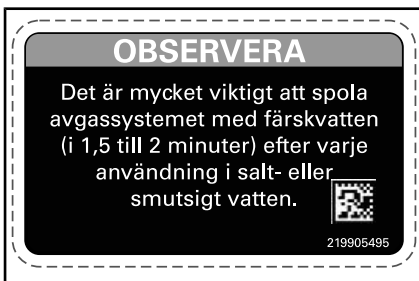 OBSERVERA
Det är mycket viktigt att spola
avgassystemet med färskvatten
(i 1,5 till 2 minuter) efter varje
användning i salt- eller
smutsigt vatten.
219905495